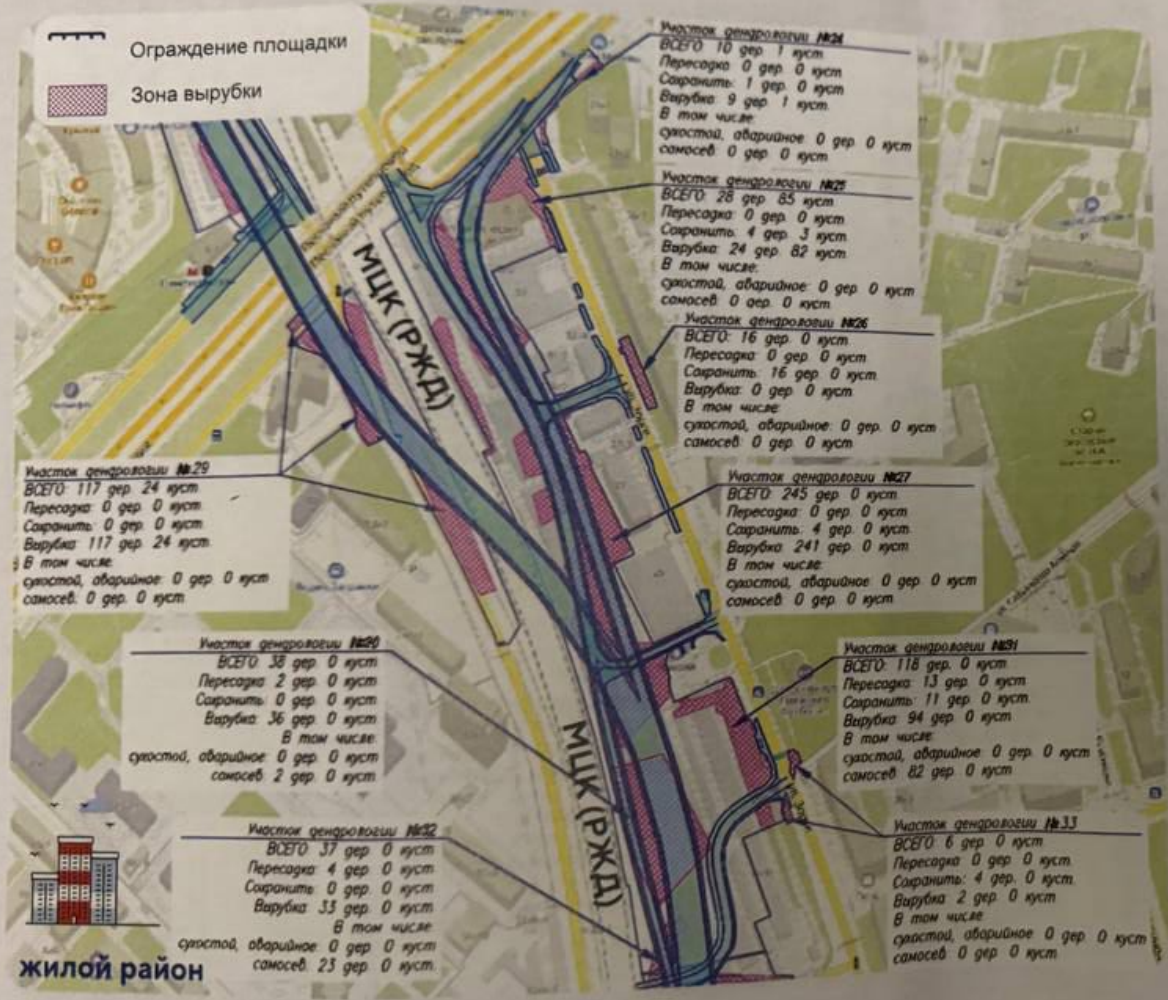 Ограждение площадки
Зона вырубки
Участок дендрологии №24
ВСЕГО 10 дер 1 куст
Пересадка 0 дер. 0 куст
Сохранить: 1 дер. 0 куст
Вырубка: 9 дер. 1 куст
В том числе:
сухостой, аварийное 0 дер 0 куст
самосев: 0 дер. 0 куст
Участок дендрологии №25
ВСЕГО: 28 дер 85 куст
Пересадка: 0 дер. 0 куст
Сохранить: 4 дер. 3 куст
Вырубка: 24 дер. 82 куст
В том числе:
сухостой, аварийное: 0 дер 0 куст
самосев: 0 дер. 0 куст
Участок дендрологии №26
ВСЕГО: 16 дер 0 куст
Пересадка: 0 дер. 0 куст
Сохранить: 16 дер. 0 куст
Вырубка: 0 дер. 0 куст
В том числе:
сухостой, аварийное: 0 дер. 0 куст
самосев: 0 дер. 0 куст
МЦК (РЖД)
Участок дендрологии №29
ВСЕГО: 117 дер 24 куст
Пересадка: 0 дер. 0 куст
Сохранить: 0 дер. 0 куст
Вырубка: 117 дер. 24 куст
В том числе:
сухостой, аварийное: 0 дер. 0 куст
самосев: 0 дер. 0 куст
Участок дендрологии №27
ВСЕГО: 245 дер 0 куст
Пересадка: 0 дер. 0 куст
Сохранить: 4 дер. 0 куст
Вырубка: 241 дер. 0 куст
В том числе:
сухостой, аварийное: 0 дер. 0 куст
самосев: 0 дер. 0 куст
Участок дендрологии №30
ВСЕГО 38 дер 0 куст
Пересадка 2 дер. 0 куст
Сохранить: 0 дер. 0 куст
Вырубка: 36 дер. 0 куст
В том числе:
сухостой, аварийное: 0 дер. 0 куст
самосев: 2 дер. 0 куст
Участок дендрологии №31
ВСЕГО: 118 дер. 0 куст
Пересадка 13 дер. 0 куст
Сохранить: 11 дер. 0 куст
Вырубка: 94 дер. 0 куст
В том числе:
сухостой, аварийное: 0 дер 0 куст
самосев: 82 дер. 0 куст
МЦК (РЖД)
Участок дендрологии №32
ВСЕГО 37 дер 0 куст
Пересадка: 4 дер. 0 куст
Сохранить: 0 дер. 0 куст
Вырубка: 33 дер. 0 куст
В том числе:
сухостой, аварийное 0 дер. 0 куст
самосев: 23 дер. 0 куст
Участок дендрологии №33
ВСЕГО: 6 дер 0 куст
Пересадка 0 дер. 0 куст
Сохранить: 4 дер. 0 куст
Вырубка: 2 дер. 0 куст
В том числе:
сухостой, аварийное 0 дер. 0 куст
самосев: 0 дер. 0 куст
жилой район